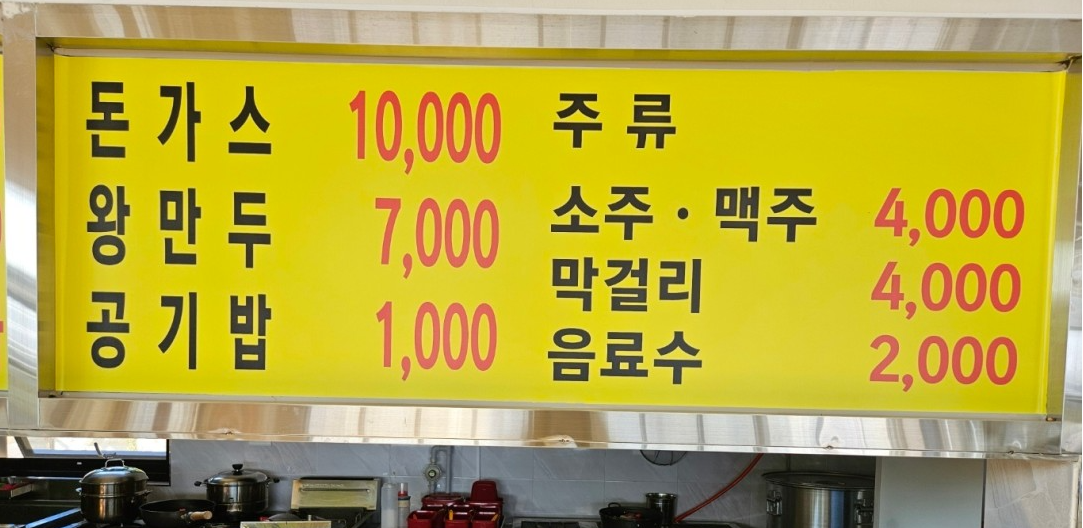 돈가스 10,000
왕만두 7,000
공기밥 1,000
주류
소주·맥주 4,000
막걸리 4,000
음료수 2,000